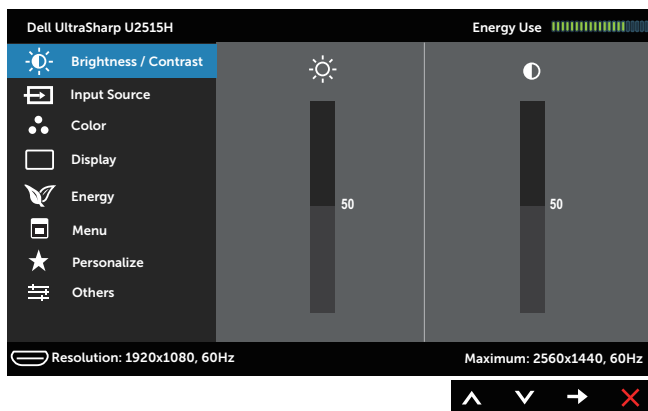 Dell UltraSharp U2515H
Energy Use
Brightness / Contrast
Input Source
Color
Display
Energy
Menu
Personalize
Others
50
50
Resolution: 1920x1080, 60Hz
Maximum: 2560x1440, 60Hz